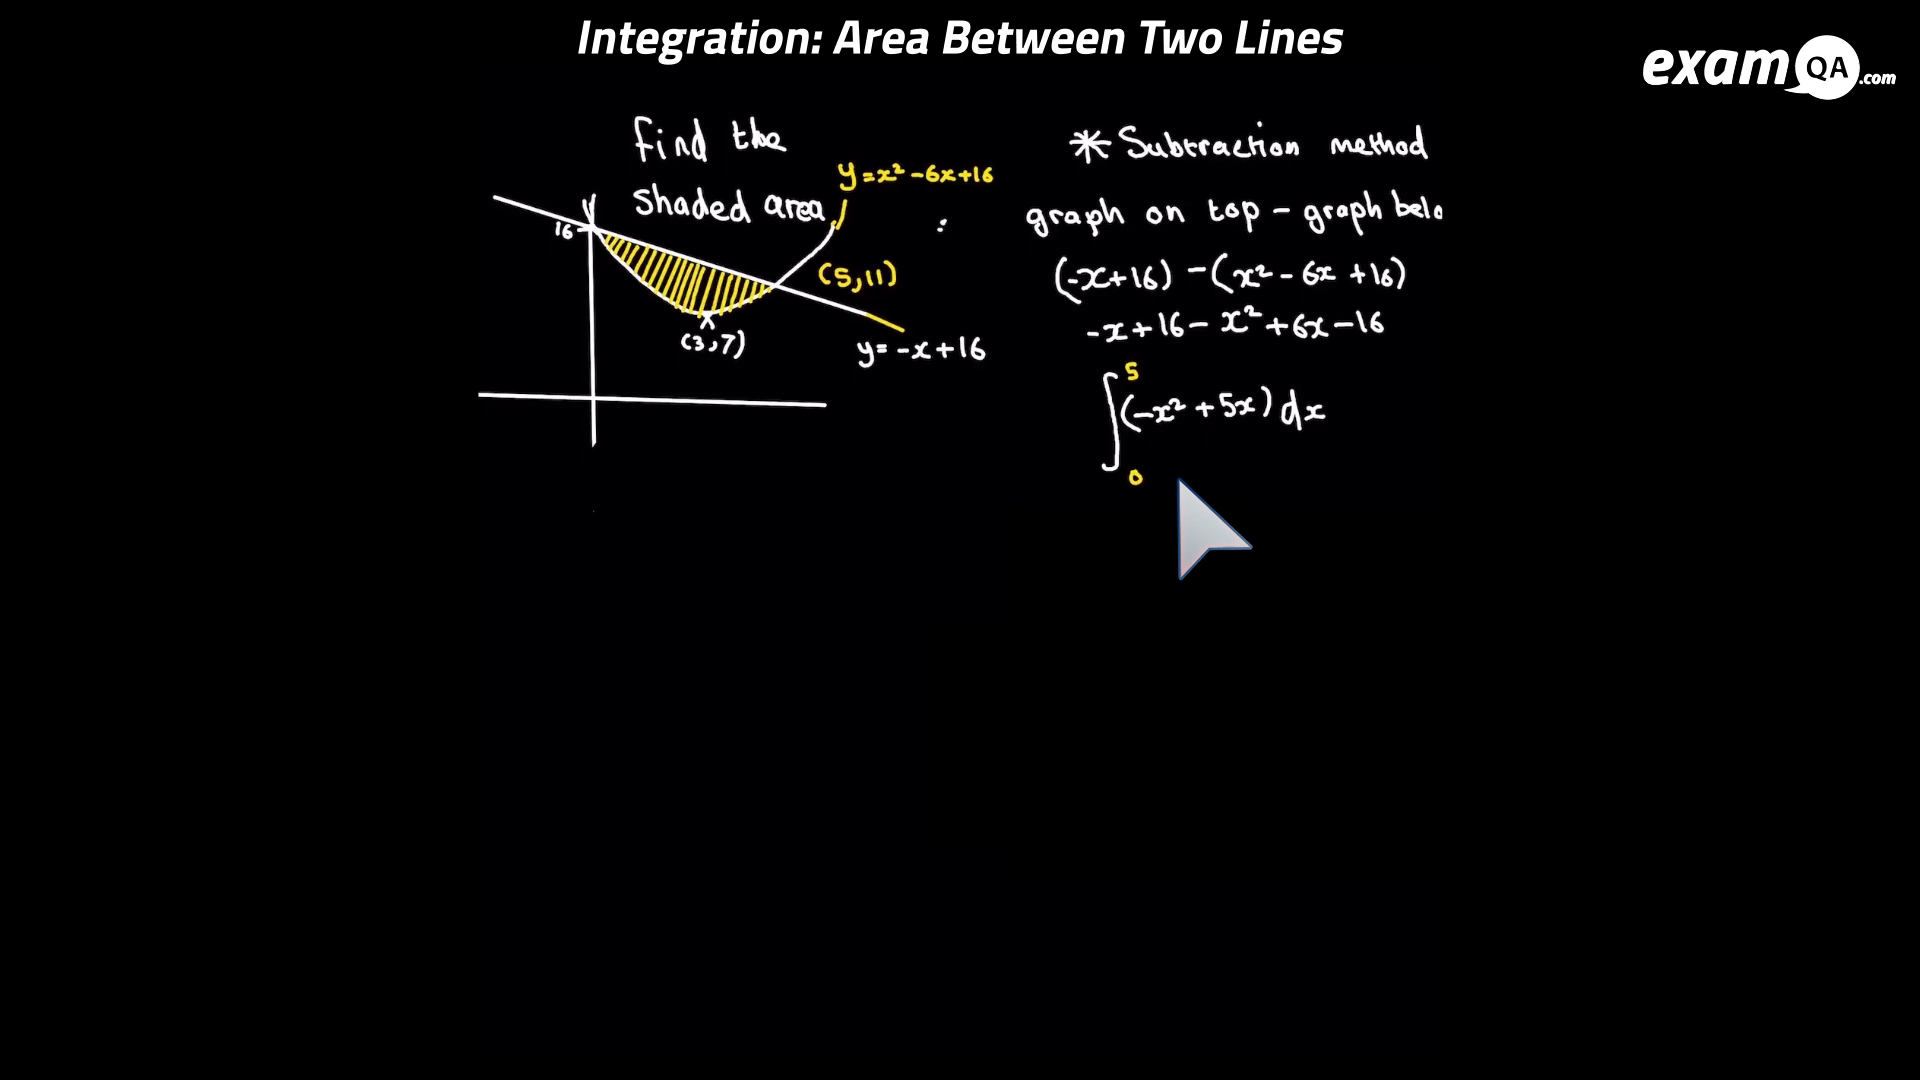 Integration: Area Between Two Lines
examQA.com
find the
shaded area
y=x²-6x+16
16
(5,11)
(3,7)
y=-x+16
:
* Subtraction method
graph on top - graph belo
(-x+16) - (x²-6x+16)
-x+16-x²+6x-16
∫₀⁵ (-x²+5x) dx